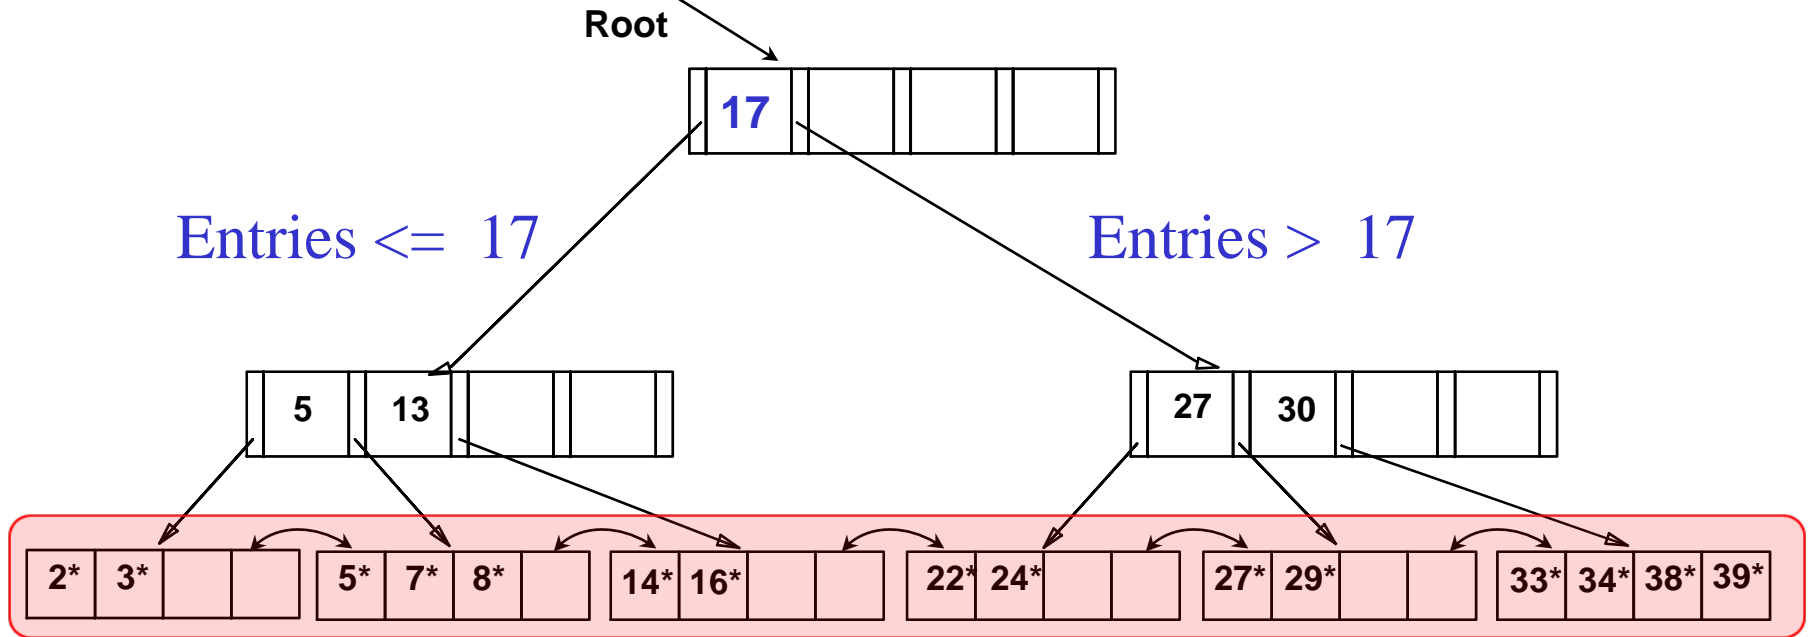 Root
17
Entries <= 17 Entries > 17
5 13 27 30
2* 3* 5* 7* 8* 14* 16* 22* 24* 27* 29* 33* 34* 38* 39*